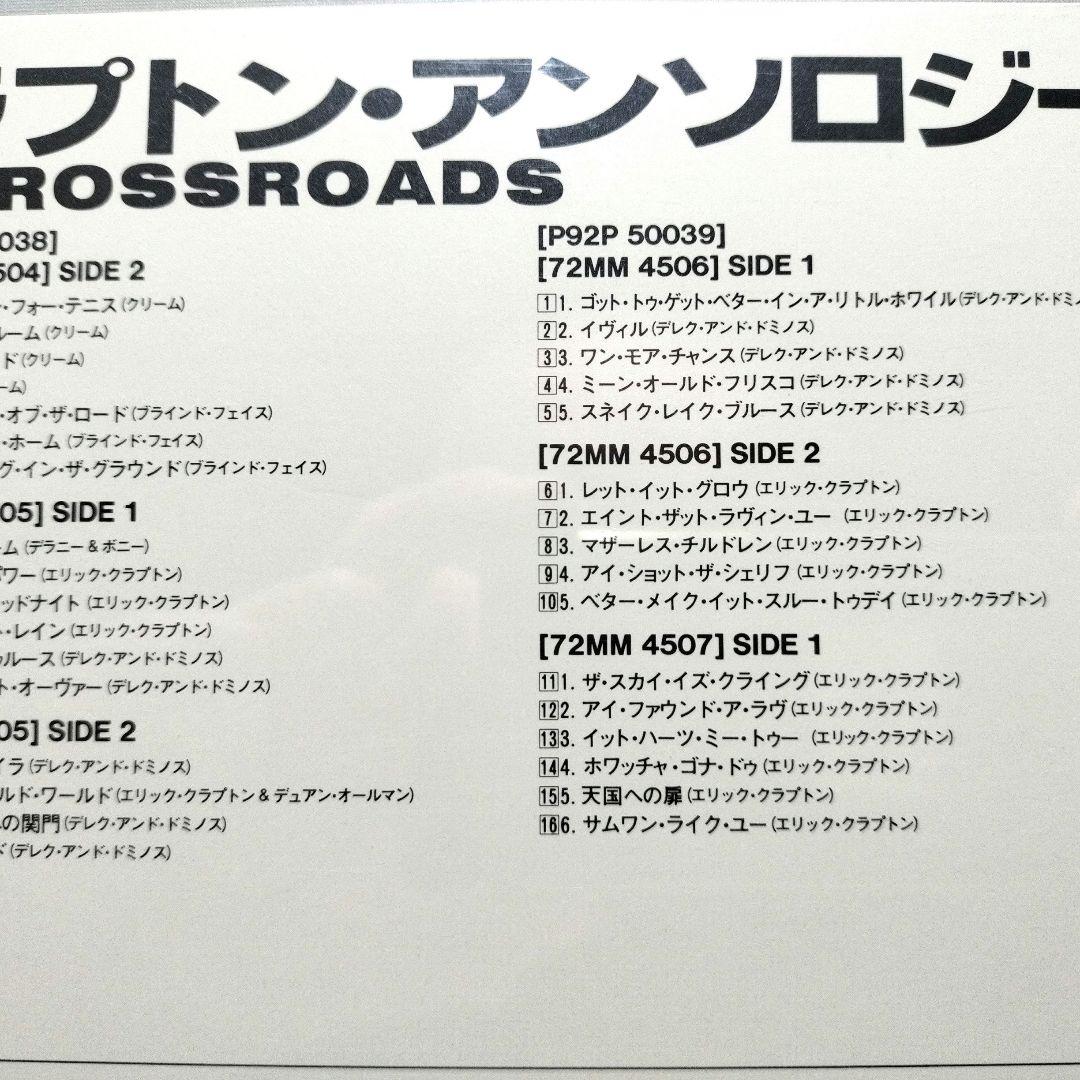 プトン・アンソロジー
ROSSROADS
038]
504] SIDE 2
・フォー・テニス(クリーム)
ルーム(クリーム)
ド(クリーム)
ーム)
・オブ・ザ・ロード(ブラインド・フェイス)
・ホーム(ブラインド・フェイス)
グ・イン・ザ・グラウンド(ブラインド・フェイス)
05] SIDE 1
ーム(デラニー&ボニー)
パワー(エリック・クラプトン)
ッドナイト(エリック・クラプトン)
・レイン(エリック・クラプトン)
ルース(デレク・アンド・ドミノス)
ト・オーヴァー(デレク・アンド・ドミノス)
05] SIDE 2
イラ(デレク・アンド・ドミノス)
ルド・ワールド(エリック・クラプトン&デュアン・オールマン)
の関門(デレク・アンド・ドミノス)
ド(デレク・アンド・ドミノス)
[P92P 50039]
[72MM 4506] SIDE 1
1 1. ゴット・トゥ・ゲット・ベター・イン・ア・リトル・ホワイル(デレク・アンド・ドミノ
2 2. イヴィル(デレク・アンド・ドミノス)
3 3. ワン・モア・チャンス(デレク・アンド・ドミノス)
4 4. ミーン・オールド・フリスコ(デレク・アンド・ドミノス)
5 5. スネイク・レイク・ブルース(デレク・アンド・ドミノス)
[72MM 4506] SIDE 2
6 1. レット・イット・グロウ(エリック・クラプトン)
7 2. エイント・ザット・ラヴィン・ユー (エリック・クラプトン)
8 3. マザーレス・チルドレン(エリック・クラプトン)
9 4. アイ・ショット・ザ・シェリフ(エリック・クラプトン)
10 5. ベター・メイク・イット・スルー・トゥデイ(エリック・クラプトン)
[72MM 4507] SIDE 1
11 1. ザ・スカイ・イズ・クライング(エリック・クラプトン)
12 2. アイ・ファウンド・ア・ラヴ(エリック・クラプトン)
13 3. イット・ハーツ・ミー・トゥー (エリック・クラプトン)
14 4. ホワッチャ・ゴナ・ドゥ(エリック・クラプトン)
15 5. 天国への扉(エリック・クラプトン)
16 6. サムワン・ライク・ユー(エリック・クラプトン)